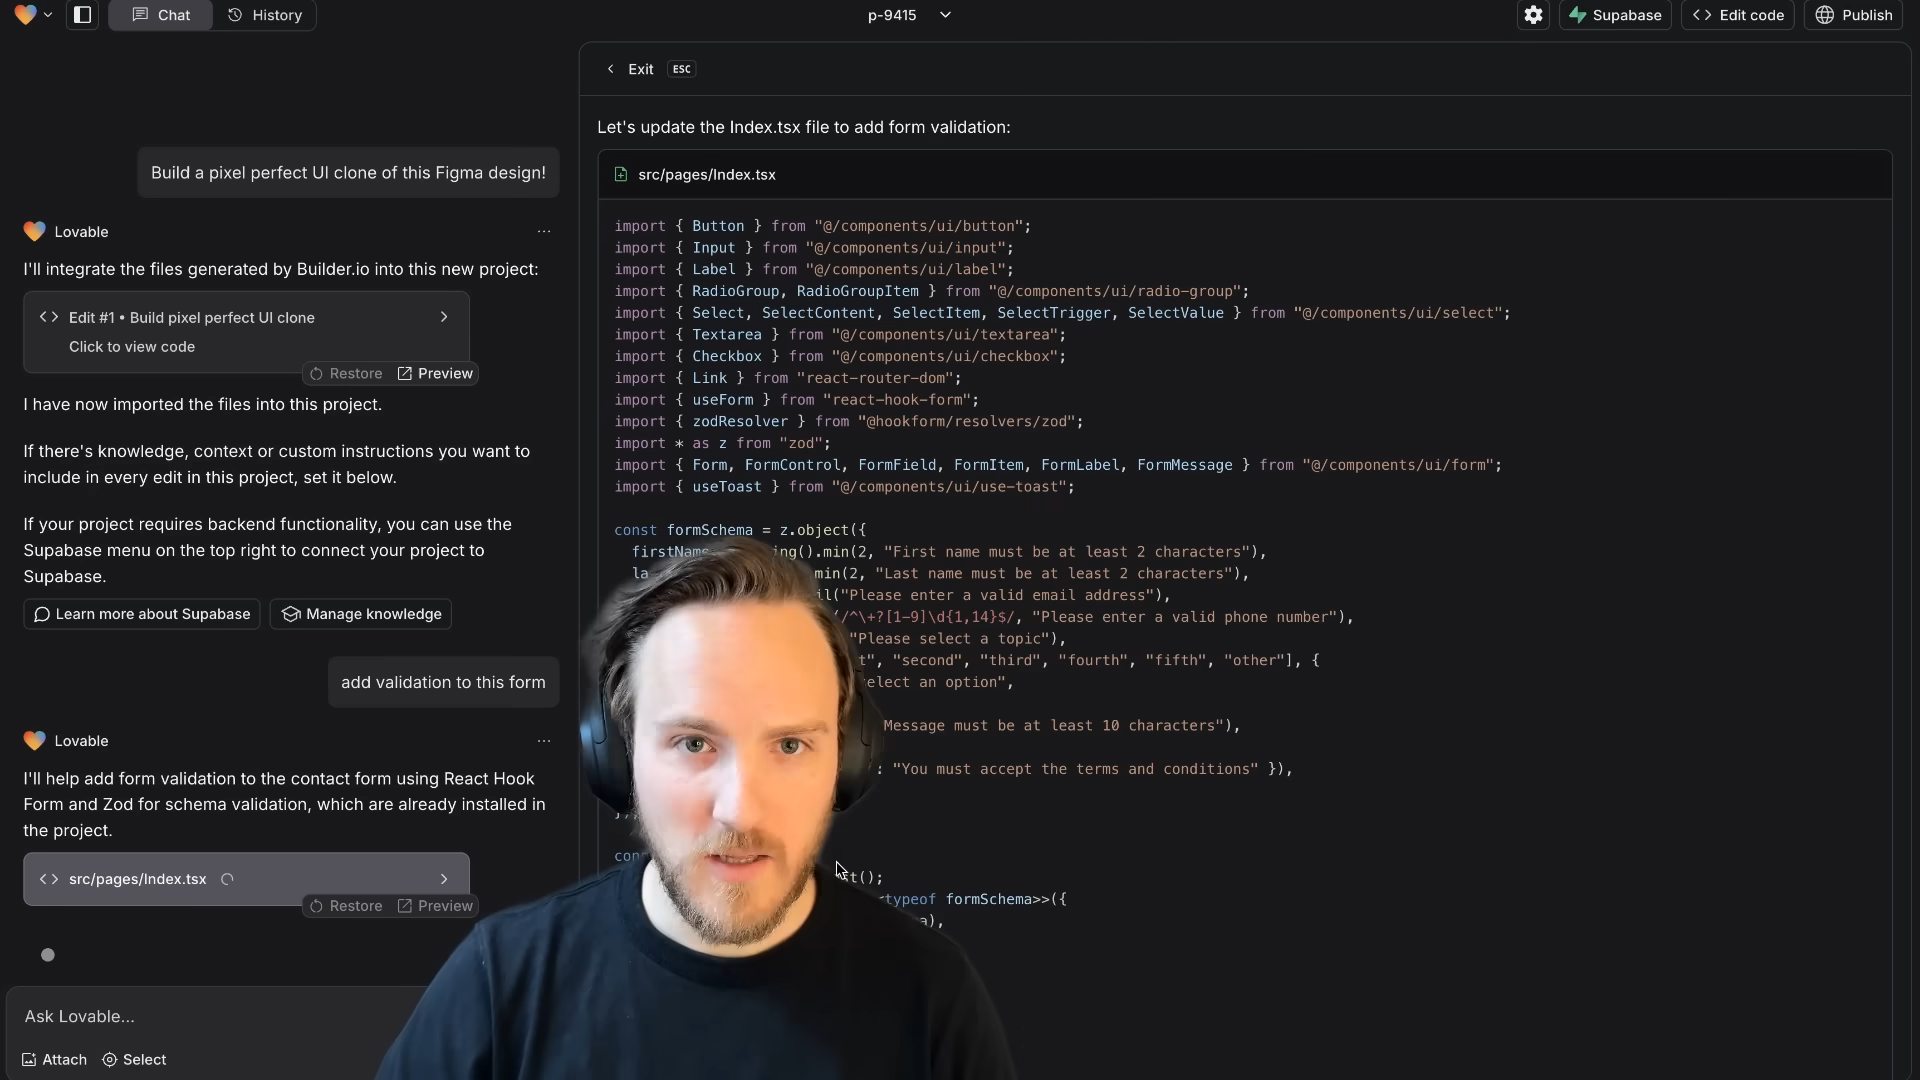 Chat
History
p-9415
Supabase
Edit code
Publish
Exit
ESC
Build a pixel perfect UI clone of this Figma design!
Lovable
I'll integrate the files generated by Builder.io into this new project:
Edit #1 • Build pixel perfect UI clone
Click to view code
Restore
Preview
I have now imported the files into this project.
If there's knowledge, context or custom instructions you want to
include in every edit in this project, set it below.
If your project requires backend functionality, you can use the
Supabase menu on the top right to connect your project to
Supabase.
Learn more about Supabase
Manage knowledge
add validation to this form
Lovable
I'll help add form validation to the contact form using React Hook
Form and Zod for schema validation, which are already installed in
the project.
src/pages/Index.tsx
Restore
Preview
Ask Lovable...
Attach
Select
Let's update the Index.tsx file to add form validation:
src/pages/Index.tsx
import { Button } from "@/components/ui/button";
import { Input } from "@/components/ui/input";
import { Label } from "@/components/ui/label";
import { RadioGroup, RadioGroupItem } from "@/components/ui/radio-group";
import { Select, SelectContent, SelectItem, SelectTrigger, SelectValue } from "@/components/ui/select";
import { Textarea } from "@/components/ui/textarea";
import { Checkbox } from "@/components/ui/checkbox";
import { Link } from "react-router-dom";
import { useForm } from "react-hook-form";
import { zodResolver } from "@hookform/resolvers/zod";
import * as z from "zod";
import { Form, FormControl, FormField, FormItem, FormLabel, FormMessage } from "@/components/ui/form";
import { useToast } from "@/components/ui/use-toast";
const formSchema = z.object({
firstName ing().min(2, "First name must be at least 2 characters"),
la min(2, "Last name must be at least 2 characters"),
il("Please enter a valid email address"),
(/^\+?[1-9]\d{1,14}$/, "Please enter a valid phone number"),
"Please select a topic"),
t", "second", "third", "fourth", "fifth", "other"], {
elect an option",
Message must be at least 10 characters"),
: "You must accept the terms and conditions" }),
});
con
st();
typeof formSchema>>({
a),